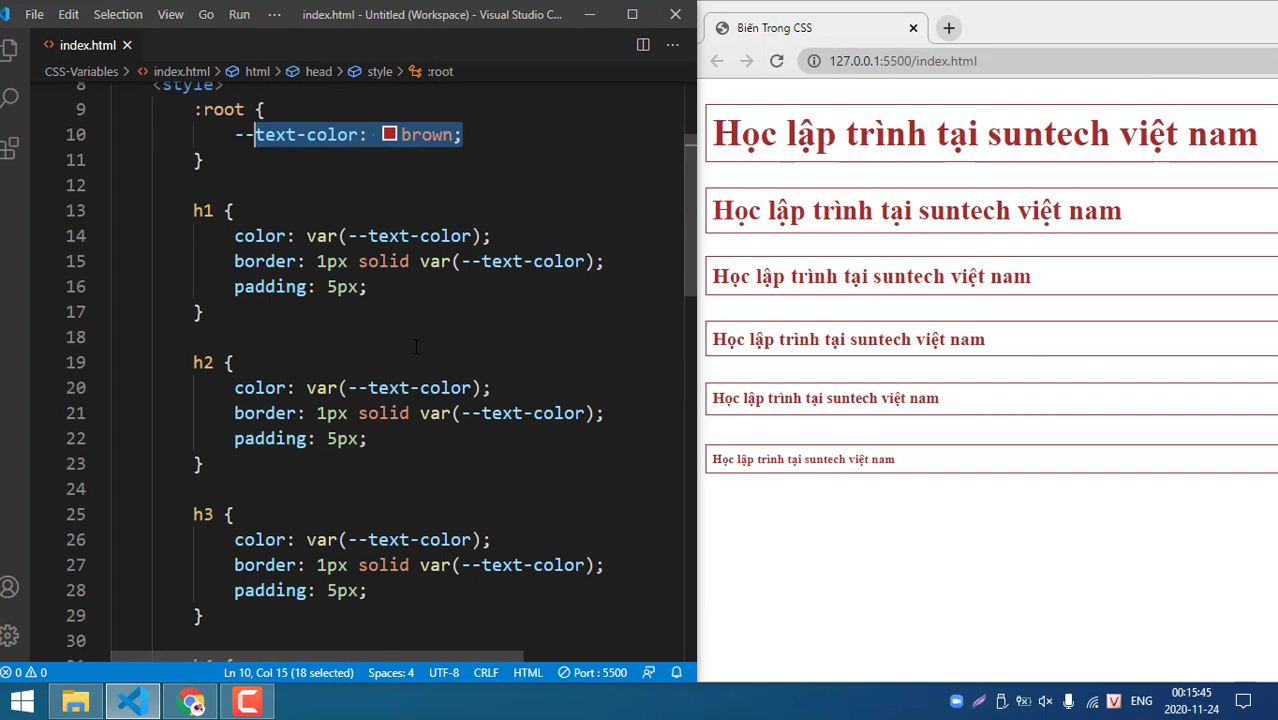 File Edit Selection View Go Run ··· index.html - Untitled (Workspace) - Visual Studio C...
index.html
CSS-Variables > index.html > html > head > style > :root
8 <style>
9 :root {
10 --text-color: brown;
11 }
12
13 h1 {
14 color: var(--text-color);
15 border: 1px solid var(--text-color);
16 padding: 5px;
17 }
18
19 h2 {
20 color: var(--text-color);
21 border: 1px solid var(--text-color);
22 padding: 5px;
23 }
24
25 h3 {
26 color: var(--text-color);
27 border: 1px solid var(--text-color);
28 padding: 5px;
29 }
30
0 0 Ln 10, Col 15 (18 selected) Spaces: 4 UTF-8 CRLF HTML Port : 5500
Biến Trong CSS
127.0.0.1:5500/index.html
Học lập trình tại suntech việt nam
Học lập trình tại suntech việt nam
Học lập trình tại suntech việt nam
Học lập trình tại suntech việt nam
Học lập trình tại suntech việt nam
Học lập trình tại suntech việt nam
V ENG
00:15:45
2020-11-24